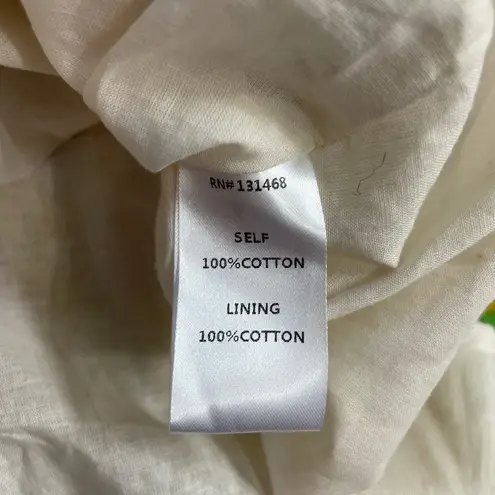 RN# 131468
SELF
100%COTTON
LINING
100%COTTON